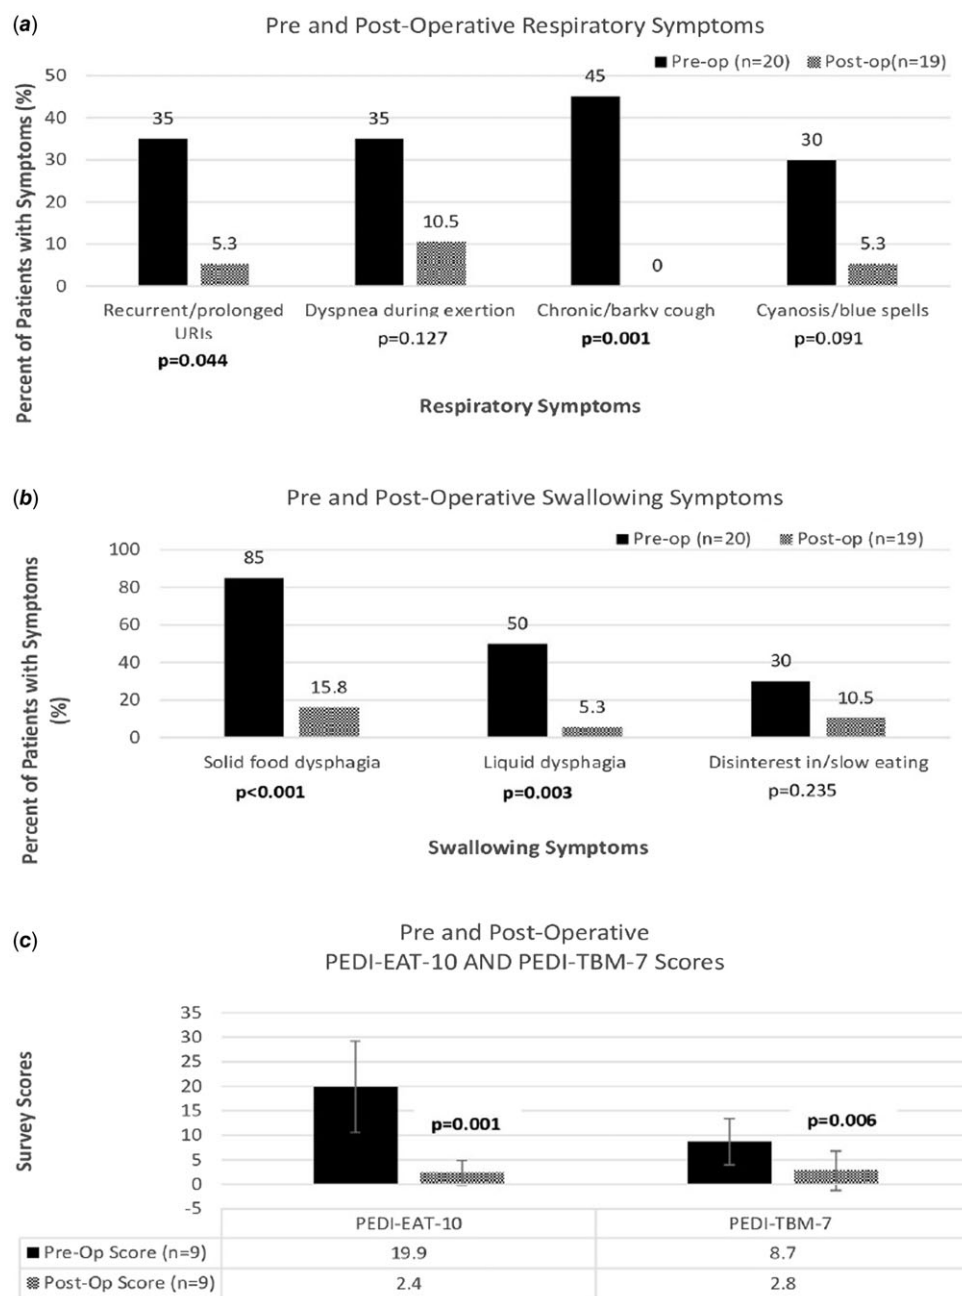 (a)
Pre and Post-Operative Respiratory Symptoms
Pre-op (n=20) Post-op(n=19)
Percent of Patients with Symptoms (%)
50
40
30
20
10
0
35
5.3
35
10.5
45
0
30
5.3
Recurrent/prolonged
URIs
p=0.044
Dyspnea during exertion
p=0.127
Chronic/barky cough
p=0.001
Cyanosis/blue spells
p=0.091
Respiratory Symptoms
(b)
Pre and Post-Operative Swallowing Symptoms
Pre-op (n=20) Post-op (n=19)
Percent of Patients with Symptoms
(%)
100
80
60
40
20
0
85
15.8
50
5.3
30
10.5
Solid food dysphagia
p<0.001
Liquid dysphagia
p=0.003
Disinterest in/slow eating
p=0.235
Swallowing Symptoms
(c)
Pre and Post-Operative
PEDI-EAT-10 AND PEDI-TBM-7 Scores
Survey Scores
35
30
25
20
15
10
5
0
-5
p=0.001
p=0.006
PEDI-EAT-10 PEDI-TBM-7
Pre-Op Score (n=9) 19.9 8.7
Post-Op Score (n=9) 2.4 2.8